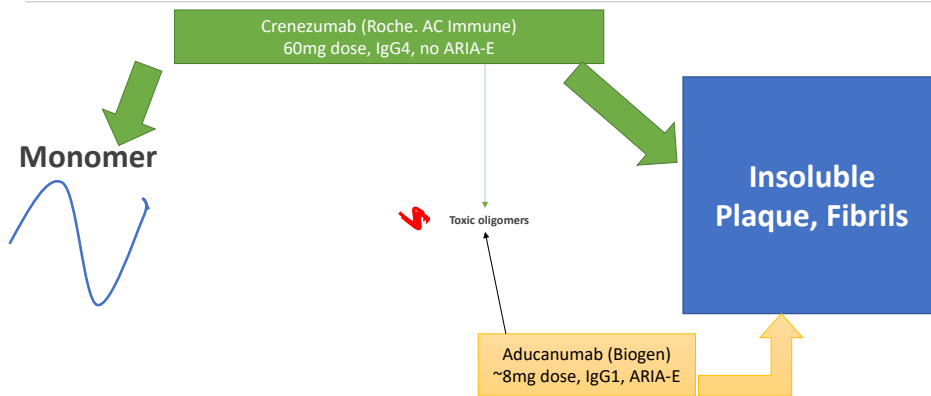 Crenezumab (Roche. AC Immune)
60mg dose, IgG4, no ARIA-E
Monomer
Insoluble
Plaque, Fibrils
Toxic oligomers
Aducanumab (Biogen)
~8mg dose, IgG1, ARIA-E